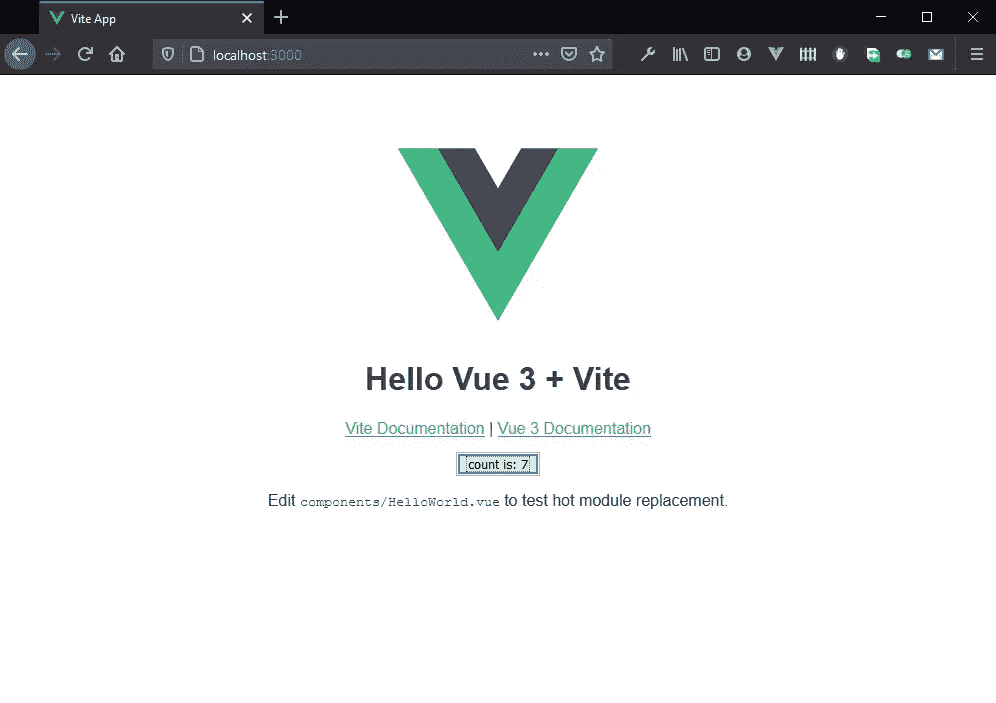 Vite App
localhost:3000
Hello Vue 3 + Vite
Vite Documentation | Vue 3 Documentation
count is: 7
Edit components/HelloWorld.vue to test hot module replacement.